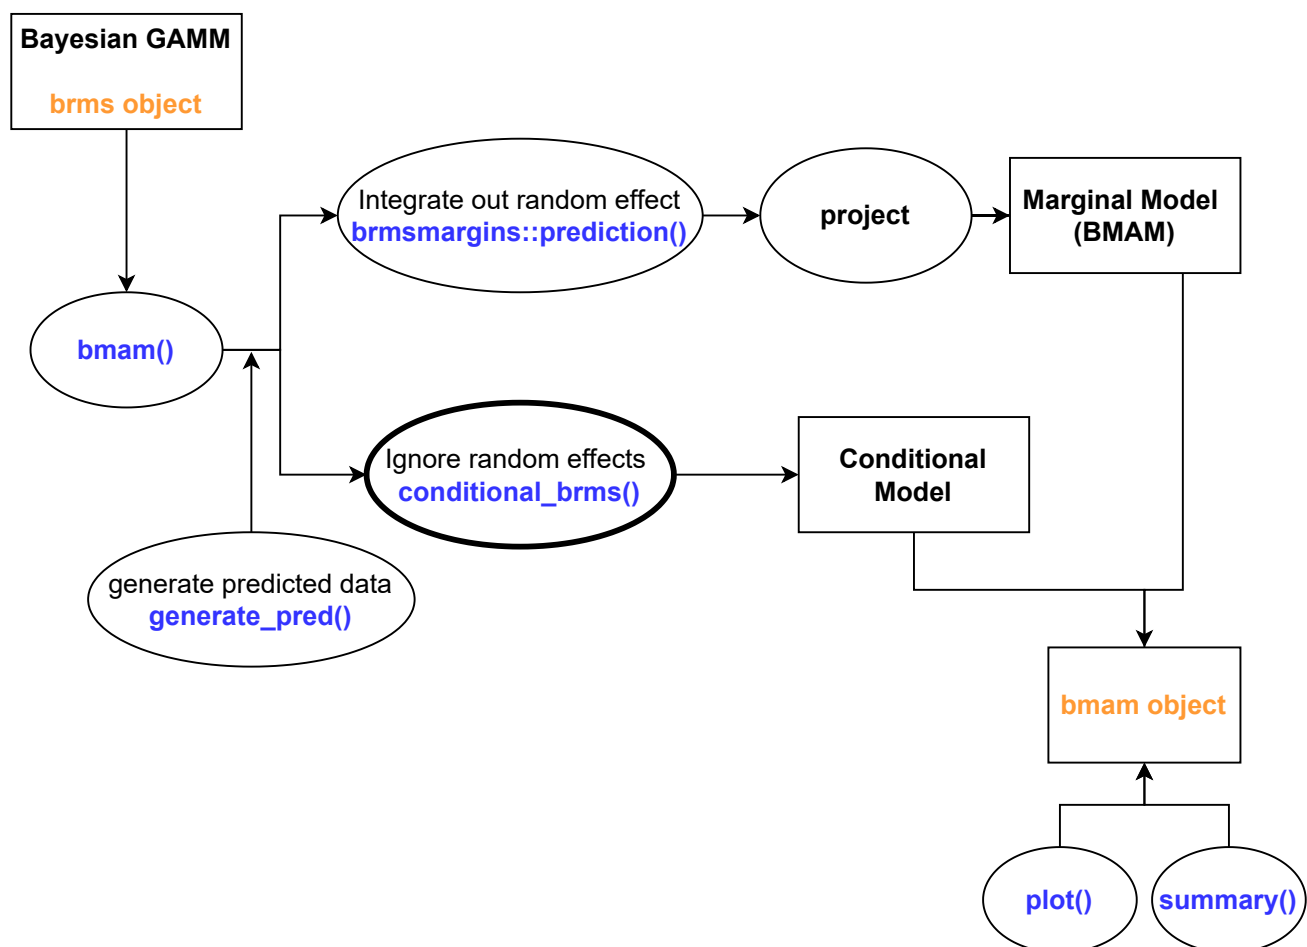 Bayesian GAMM
brms object
Integrate out random effect
brmsmargins::prediction()
project
Marginal Model
(BMAM)
bmam()
Ignore random effects
conditional_brms()
Conditional
Model
generate predicted data
generate_pred()
bmam object
plot()
summary()